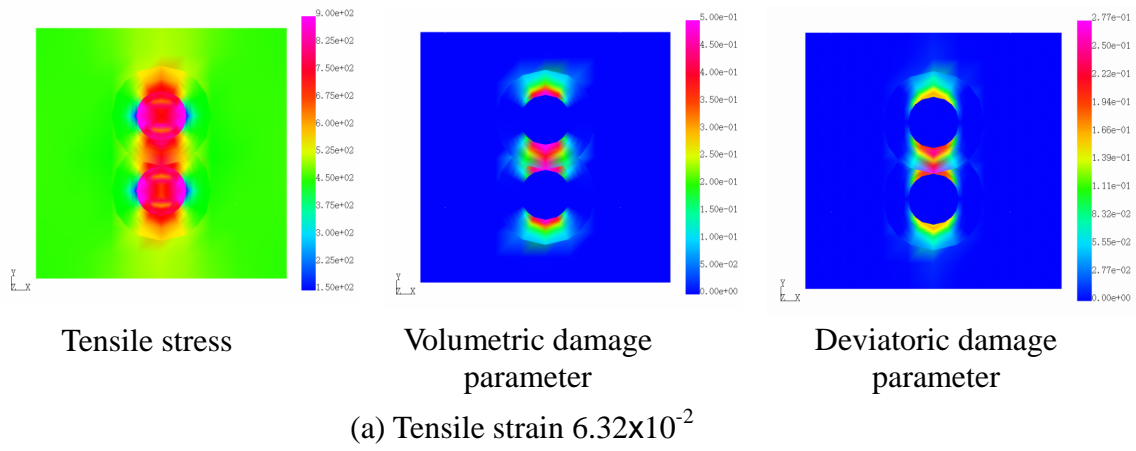 9.00e+02
8.25e+02
7.50e+02
6.75e+02
6.00e+02
5.25e+02
4.50e+02
3.75e+02
3.00e+02
2.25e+02
1.50e+02
Y
Z X
Tensile stress
5.00e-01
4.50e-01
4.00e-01
3.50e-01
3.00e-01
2.50e-01
2.00e-01
1.50e-01
1.00e-01
5.00e-02
0.00e+00
Y
Z X
Volumetric damage
parameter
2.77e-01
2.50e-01
2.22e-01
1.94e-01
1.66e-01
1.39e-01
1.11e-01
8.32e-02
5.55e-02
2.77e-02
0.00e+00
Y
Z X
Deviatoric damage
parameter
(a) Tensile strain 6.32x10⁻²